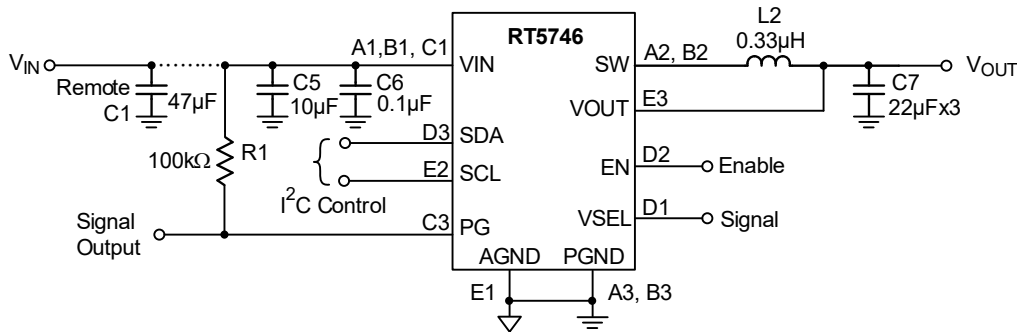 L2
0.33µH
RT5746
VIN
A1,B1, C1
VIN
SW
A2, B2
VOUT
Remote
C1
47µF
C5
10µF
C6
0.1µF
VOUT
E3
C7
22µFx3
100kΩ
R1
D3
SDA
E2
SCL
I²C Control
EN
D2
Enable
Signal
Output
C3
PG
VSEL
D1
Signal
AGND
PGND
E1
A3, B3